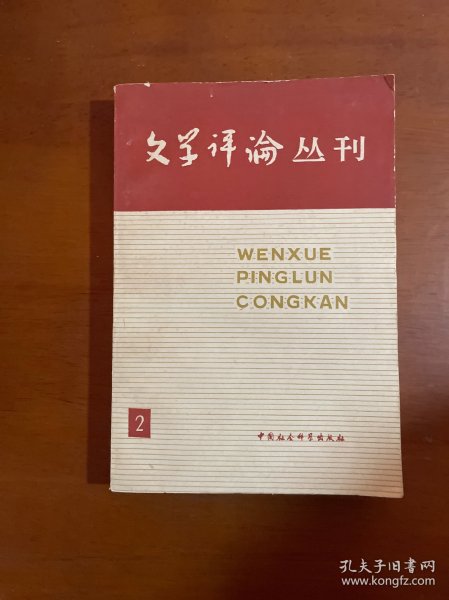 文学评论丛刊
WENXUE
PINGLUN
CONGKAN
2
中国社会科学出版社
孔夫子旧书网
www.kongfz.com